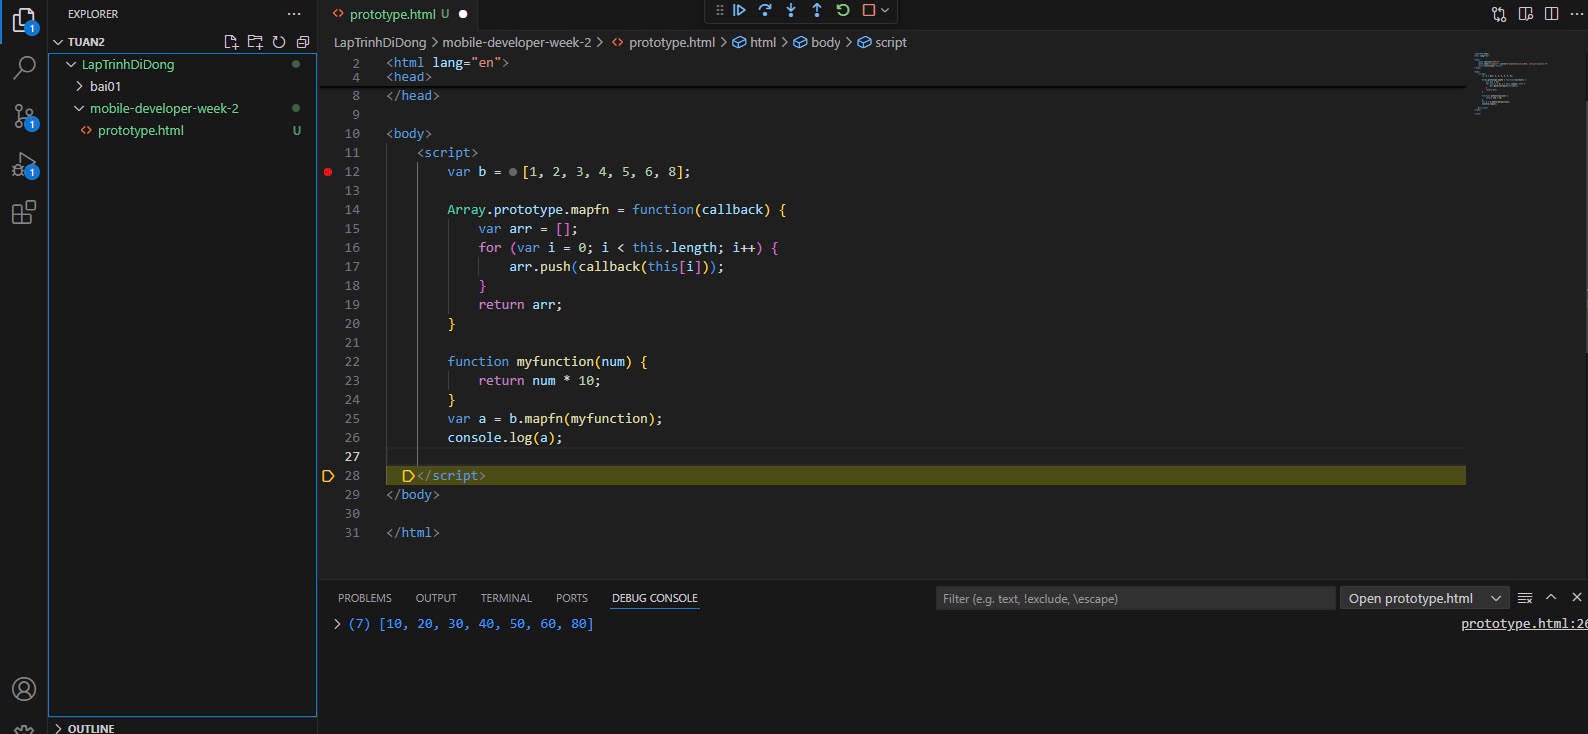 EXPLORER
TUAN2
LapTrinhDiDong
bai01
mobile-developer-week-2
prototype.html U
OUTLINE
prototype.html U
LapTrinhDiDong > mobile-developer-week-2 > prototype.html > html > body > script
2 <html lang="en">
4 <head>
8 </head>
9
10 <body>
11 <script>
12 var b = [1, 2, 3, 4, 5, 6, 8];
13
14 Array.prototype.mapfn = function(callback) {
15 var arr = [];
16 for (var i = 0; i < this.length; i++) {
17 arr.push(callback(this[i]));
18 }
19 return arr;
20 }
21
22 function myfunction(num) {
23 return num * 10;
24 }
25 var a = b.mapfn(myfunction);
26 console.log(a);
27
28 </script>
29 </body>
30
31 </html>
PROBLEMS OUTPUT TERMINAL PORTS DEBUG CONSOLE Filter (e.g. text, !exclude, \escape) Open prototype.html
(7) [10, 20, 30, 40, 50, 60, 80] prototype.html:26
1
1
1